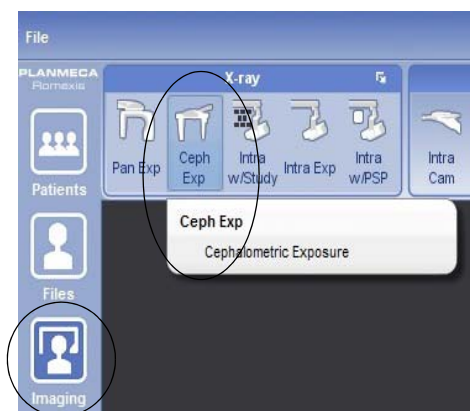 File
PLANMECA
Romexis
X-ray
Pan Exp
Ceph
Exp
Intra
w/Study
Intra Exp
Intra
w/PSP
Intra
Cam
Patients
Ceph Exp
Cephalometric Exposure
Files
Imaging